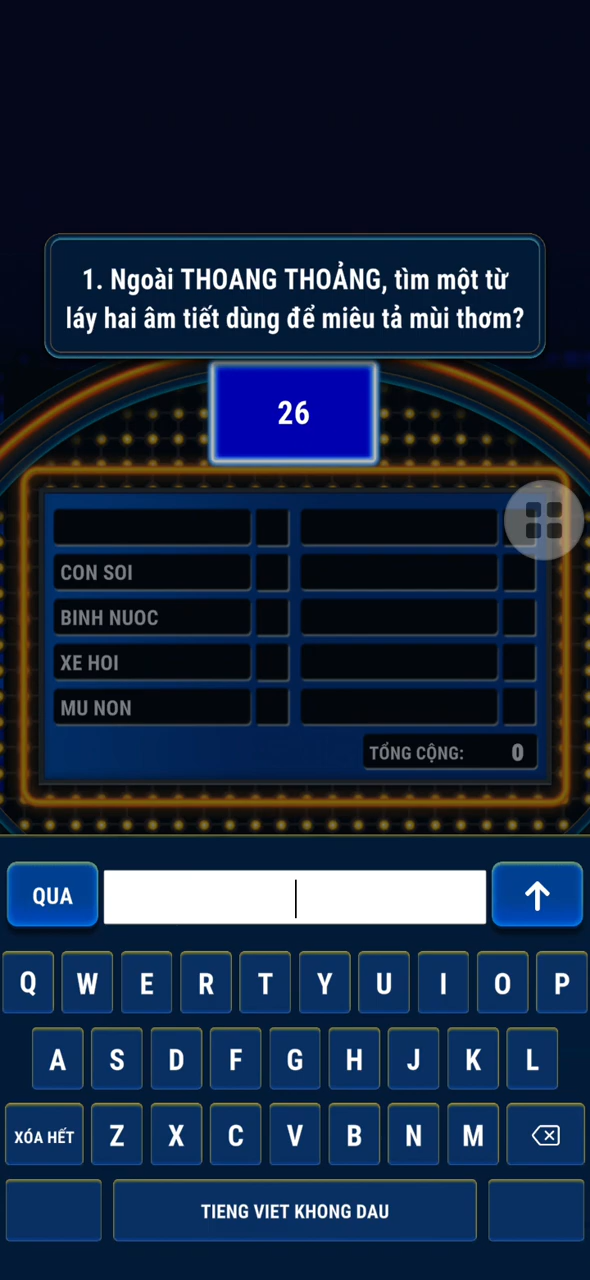 1. Ngoài THOANG THOẢNG, tìm một từ
láy hai âm tiết dùng để miêu tả mùi thơm?
26
CON SOI
BINH NUOC
XE HOI
MU NON
TỔNG CỘNG: 0
QUA
Q W E R T Y U I O P
A S D F G H J K L
XÓA HẾT Z X C V B N M
TIENG VIET KHONG DAU